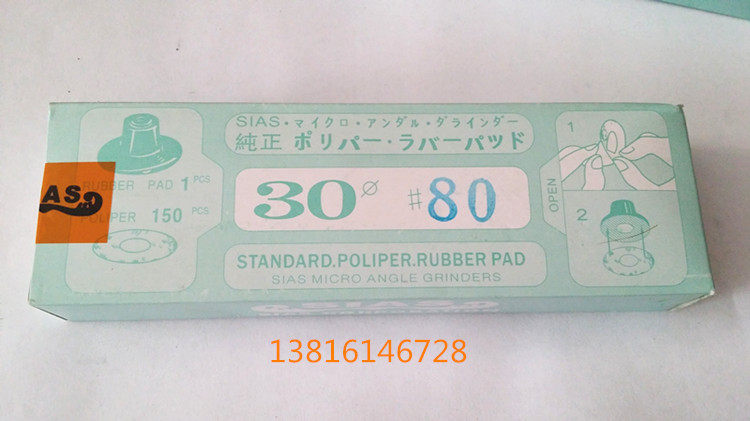 SIAS・マイクロ・アンダル・ダラインダー
純正 ポリパー・ラバーパッド
RUBBER PAD 1 PCS
POLIPER 150 PCS
AS
30ø #80
STANDARD.POLIPER.RUBBER PAD
SIAS MICRO ANGLE GRINDERS
OPEN
1
2
13816146728